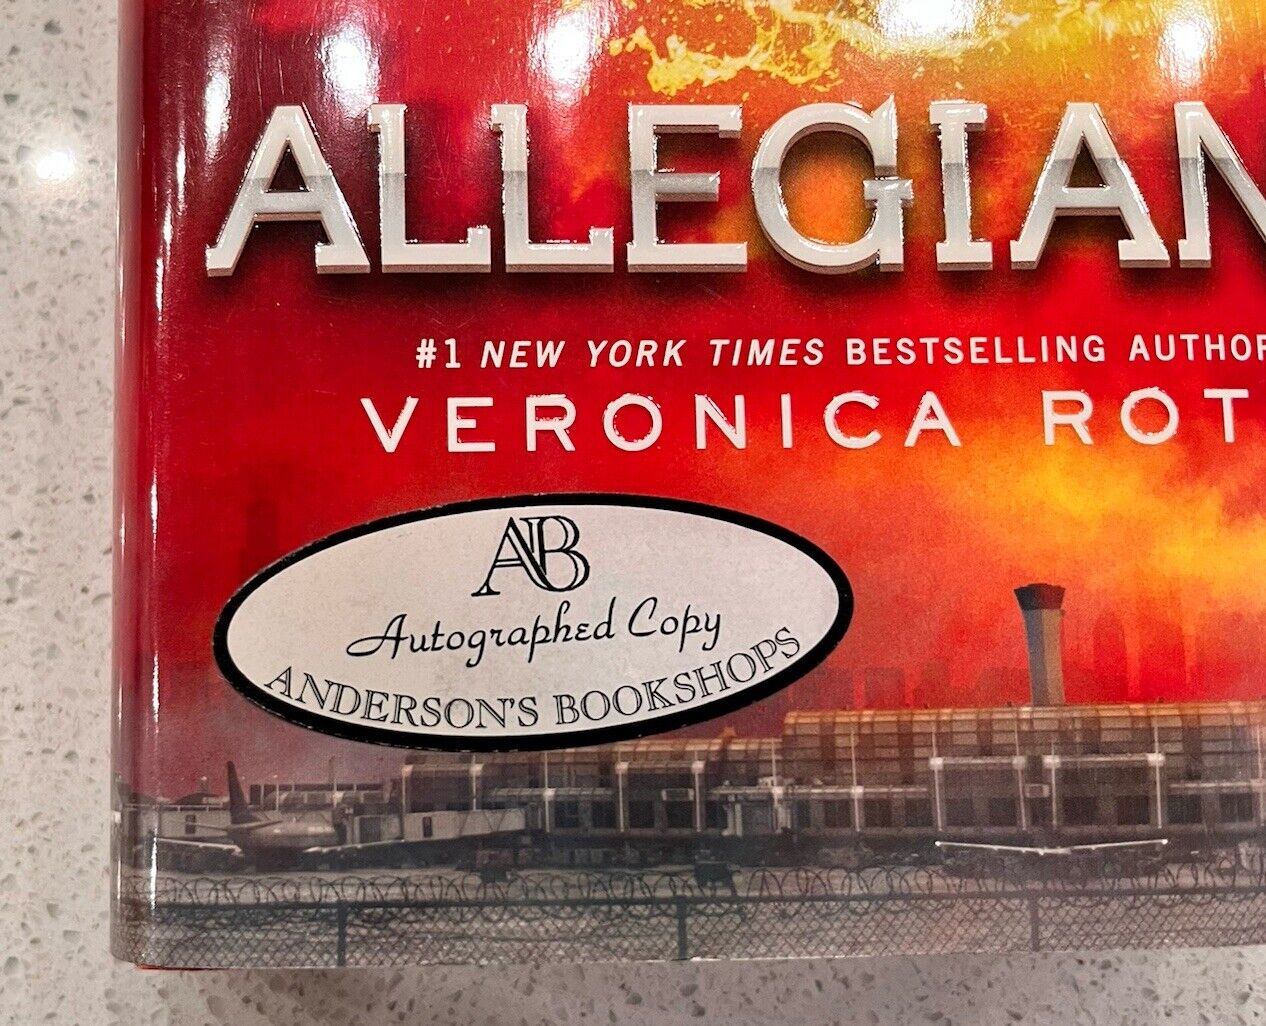 ALLEGIAN
#1 NEW YORK TIMES BESTSELLING AUTHOR
VERONICA ROT
AB
Autographed Copy
ANDERSON'S BOOKSHOPS